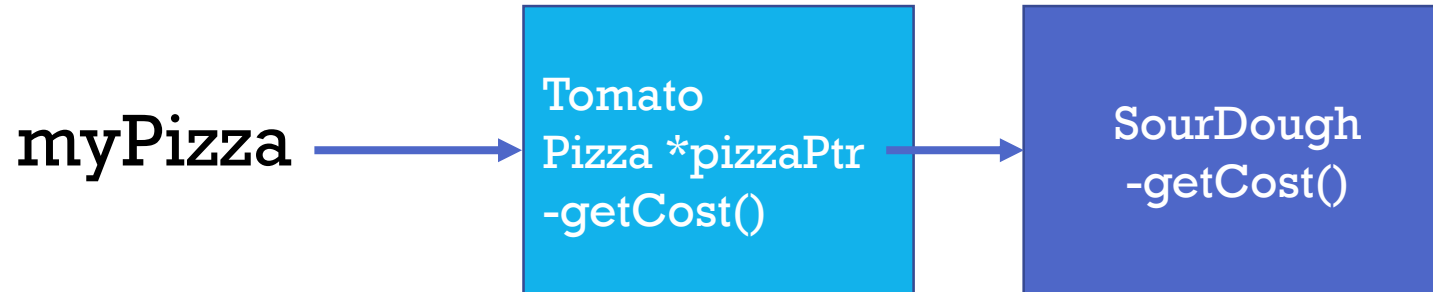 myPizza
Tomato
Pizza *pizzaPtr
-getCost()
SourDough
-getCost()